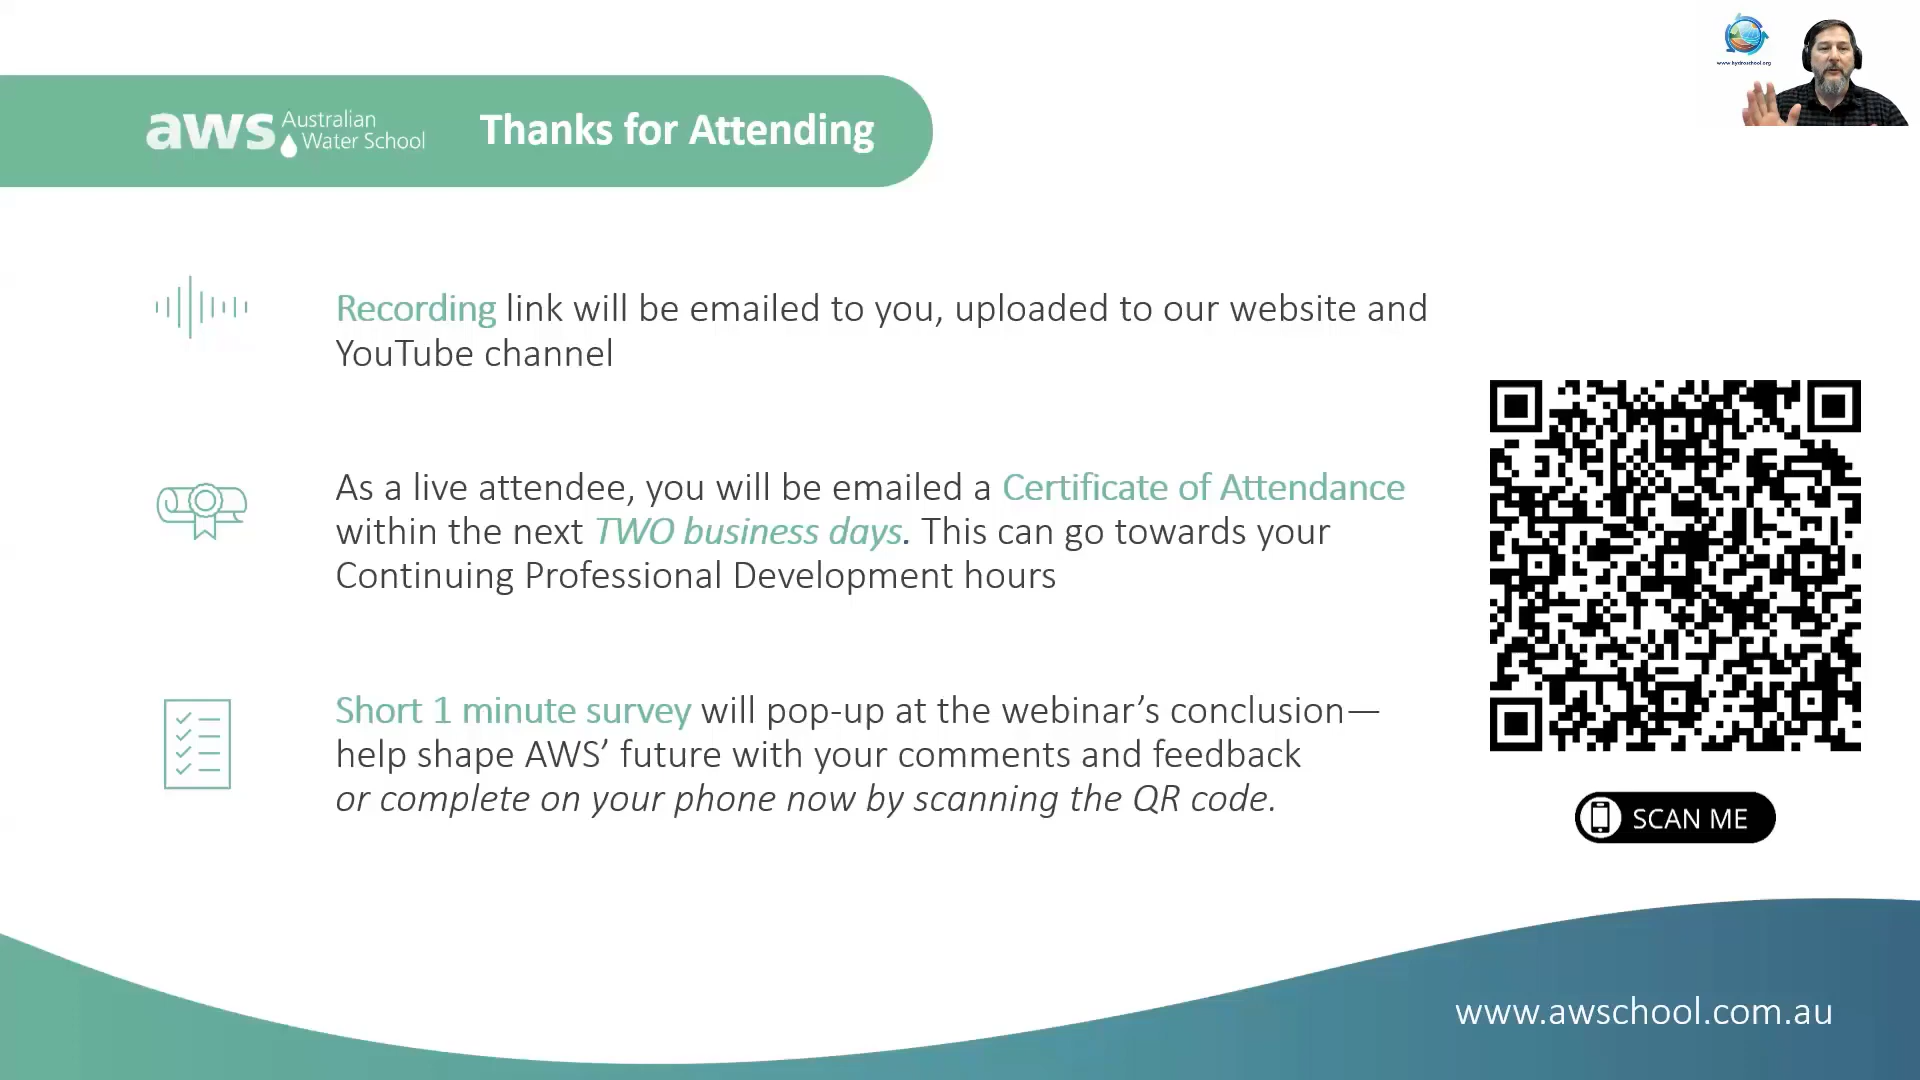 www.hydroschool.org
aws Australian
Water School
Thanks for Attending
Recording link will be emailed to you, uploaded to our website and
YouTube channel
As a live attendee, you will be emailed a Certificate of Attendance
within the next TWO business days. This can go towards your
Continuing Professional Development hours
Short 1 minute survey will pop-up at the webinar’s conclusion—
help shape AWS’ future with your comments and feedback
or complete on your phone now by scanning the QR code.
SCAN ME
www.awschool.com.au